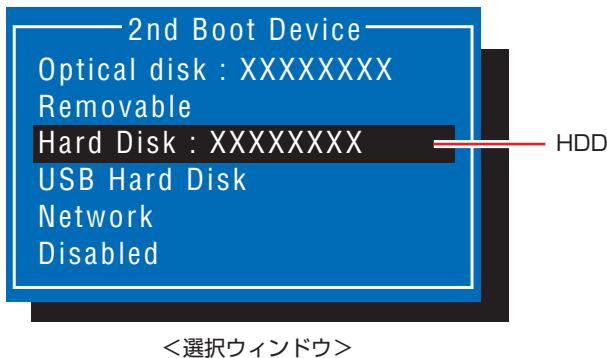 2nd Boot Device
Optical disk : XXXXXXXX
Removable
Hard Disk : XXXXXXXX
HDD
USB Hard Disk
Network
Disabled
＜選択ウィンドウ＞